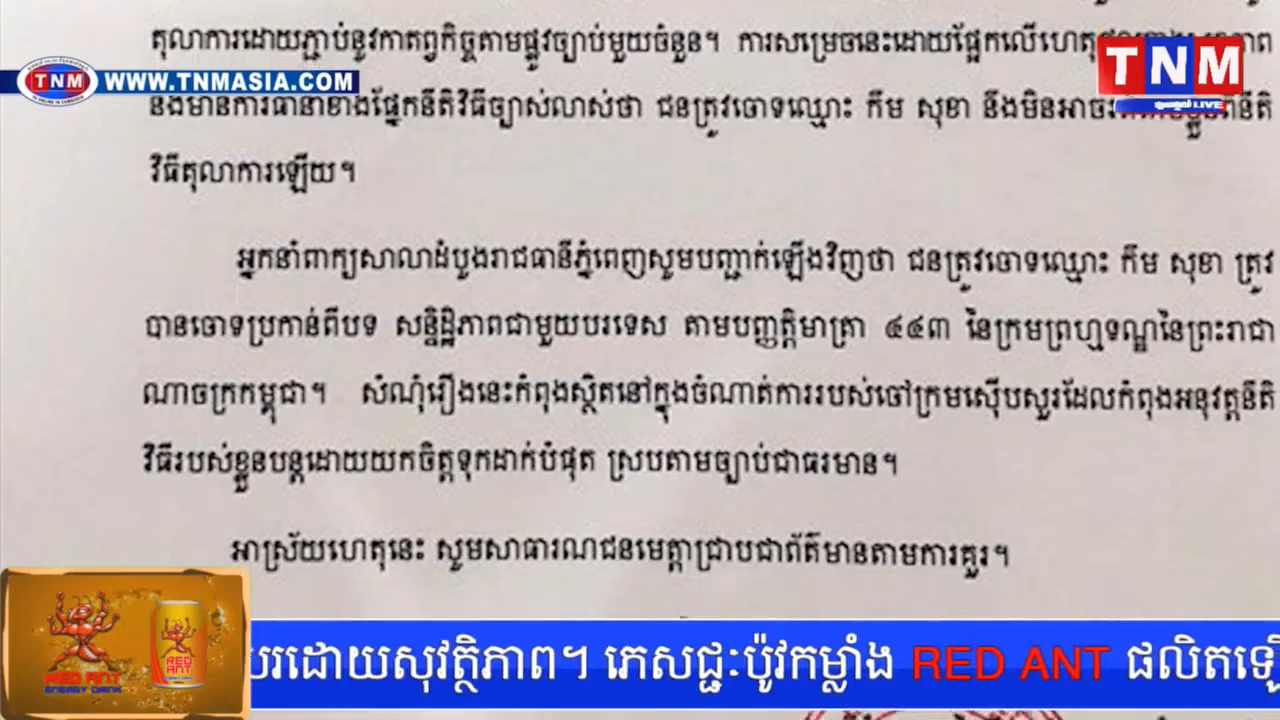 តុលាការដោយភ្ជាប់នូវកាតព្វកិច្ចតាមផ្លូវច្បាប់មួយចំនួន។ ការសម្រេចនេះដោយផ្អែកលើ
TNM WWW.TNMASIA.COM
TNM
LIVE
និងមានការធានាខាងផ្នែកនីតិវិធីច្បាស់លាស់ថា ជនត្រូវចោទឈ្មោះ កឹម សុខា នឹងមិនអាច
វិធីតុលាការឡើយ។
អ្នកនាំពាក្យសាលាដំបូងរាជធានីភ្នំពេញសូមបញ្ជាក់ឡើងវិញថា ជនត្រូវចោទឈ្មោះ កឹម សុខា ត្រូវ
បានចោទប្រកាន់ពីបទ សន្ទិដ្ឋិភាពជាមួយបរទេស តាមបញ្ញត្តិមាត្រា ៤៤៣ នៃក្រមព្រហ្មទណ្ឌនៃព្រះរាជា
ណាចក្រកម្ពុជា។ សំណុំរឿងនេះកំពុងស្ថិតនៅក្នុងចំណាត់ការរបស់ចៅក្រមស៊ើបសួរដែលកំពុងអនុវត្តនីតិ
វិធីរបស់ខ្លួនបន្តដោយយកចិត្តទុកដាក់បំផុត ស្របតាមច្បាប់ជាធរមាន។
អាស្រ័យហេតុនេះ សូមសាធារណជនមេត្តាជ្រាបជាព័ត៌មានតាមការគួរ។
RED ANT
ENERGY DRINK
RED ANT
បរដោយសុវត្ថិភាព។ ភេសជ្ជៈប៉ូវកម្លាំង RED ANT ផលិតឡើ